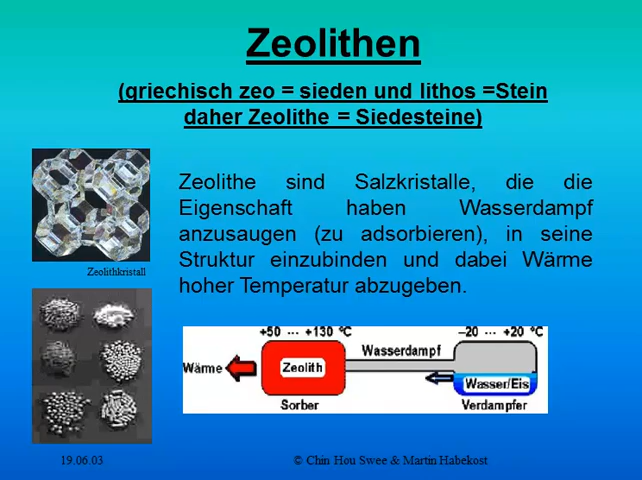 Zeolithen
(griechisch zeo = sieden und lithos =Stein
daher Zeolithe = Siedesteine)
Zeolithe sind Salzkristalle, die die
Eigenschaft haben Wasserdampf
anzusaugen (zu adsorbieren), in seine
Struktur einzubinden und dabei Wärme
hoher Temperatur abzugeben.
Zeolithkristall
+50 ... +130 °C
–20 ... +20 °C
Wasserdampf
Wärme
Zeolith
Wasser/Eis
Sorber
Verdampfer
19.06.03
© Chin Hou Swee & Martin Habekost